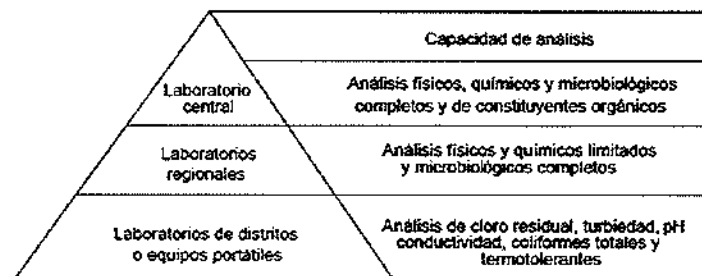 Capacidad de análisis
Laboratorio
central
Análisis físicos, químicos y microbiológicos
completos y de constituyentes orgánicos
Laboratorios
regionales
Análisis físicos y químicos limitados
y microbiológicos completos
Laboratorios de distritos
o equipos portátiles
Análisis de cloro residual, turbiedad, pH
conductividad, coliformes totales y
termotolerantes